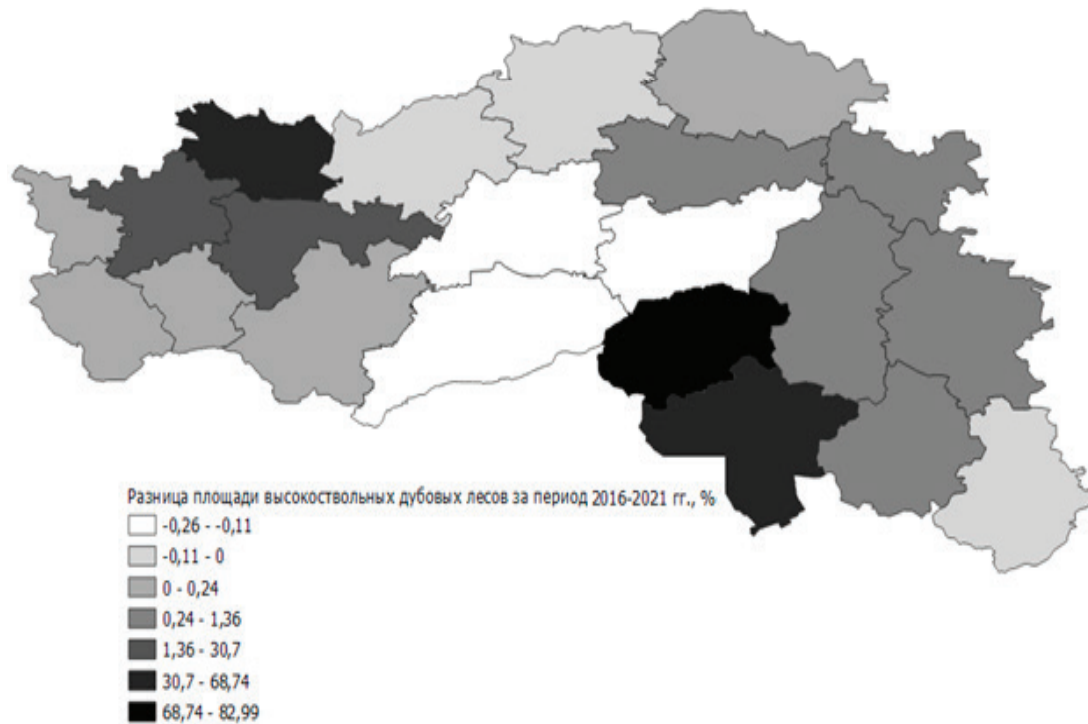 Разница площади высокоствольных дубовых лесов за период 2016-2021 гг., %
-0,26 - -0,11
-0,11 - 0
0 - 0,24
0,24 - 1,36
1,36 - 30,7
30,7 - 68,74
68,74 - 82,99